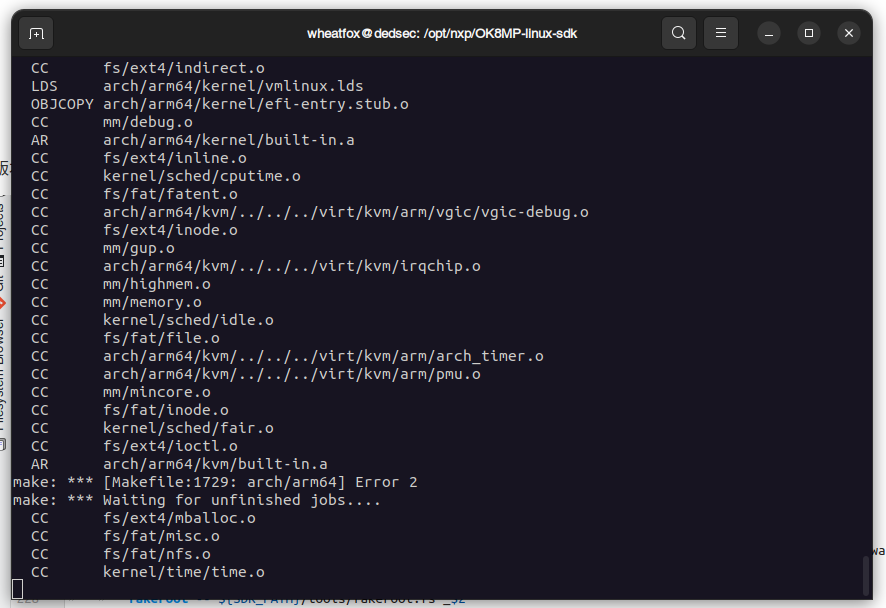 wheatfox@dedsec: /opt/nxp/OK8MP-linux-sdk
CC fs/ext4/indirect.o
LDS arch/arm64/kernel/vmlinux.lds
OBJCOPY arch/arm64/kernel/efi-entry.stub.o
CC mm/debug.o
AR arch/arm64/kernel/built-in.a
CC fs/ext4/inline.o
CC kernel/sched/cputime.o
CC fs/fat/fatent.o
CC arch/arm64/kvm/../../../virt/kvm/arm/vgic/vgic-debug.o
CC fs/ext4/inode.o
CC mm/gup.o
CC arch/arm64/kvm/../../../virt/kvm/irqchip.o
CC mm/highmem.o
CC mm/memory.o
CC kernel/sched/idle.o
CC fs/fat/file.o
CC arch/arm64/kvm/../../../virt/kvm/arm/arch_timer.o
CC arch/arm64/kvm/../../../virt/kvm/arm/pmu.o
CC mm/mincore.o
CC fs/fat/inode.o
CC kernel/sched/fair.o
CC fs/ext4/ioctl.o
AR arch/arm64/kvm/built-in.a
make: *** [Makefile:1729: arch/arm64] Error 2
make: *** Waiting for unfinished jobs....
CC fs/ext4/mballoc.o
CC fs/fat/misc.o
CC fs/fat/nfs.o
CC kernel/time/time.o
版
Projects
Git
Filesystem Browser
wa